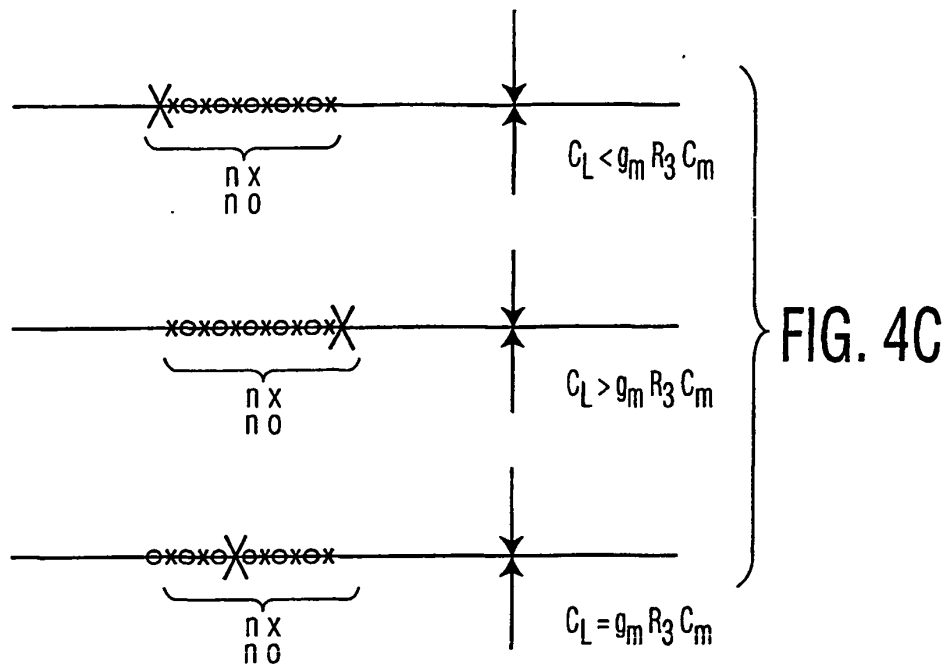 n x
n o
C_L < g_m R_3 C_m
n x
n o
C_L > g_m R_3 C_m
FIG. 4C
n x
n o
C_L = g_m R_3 C_m